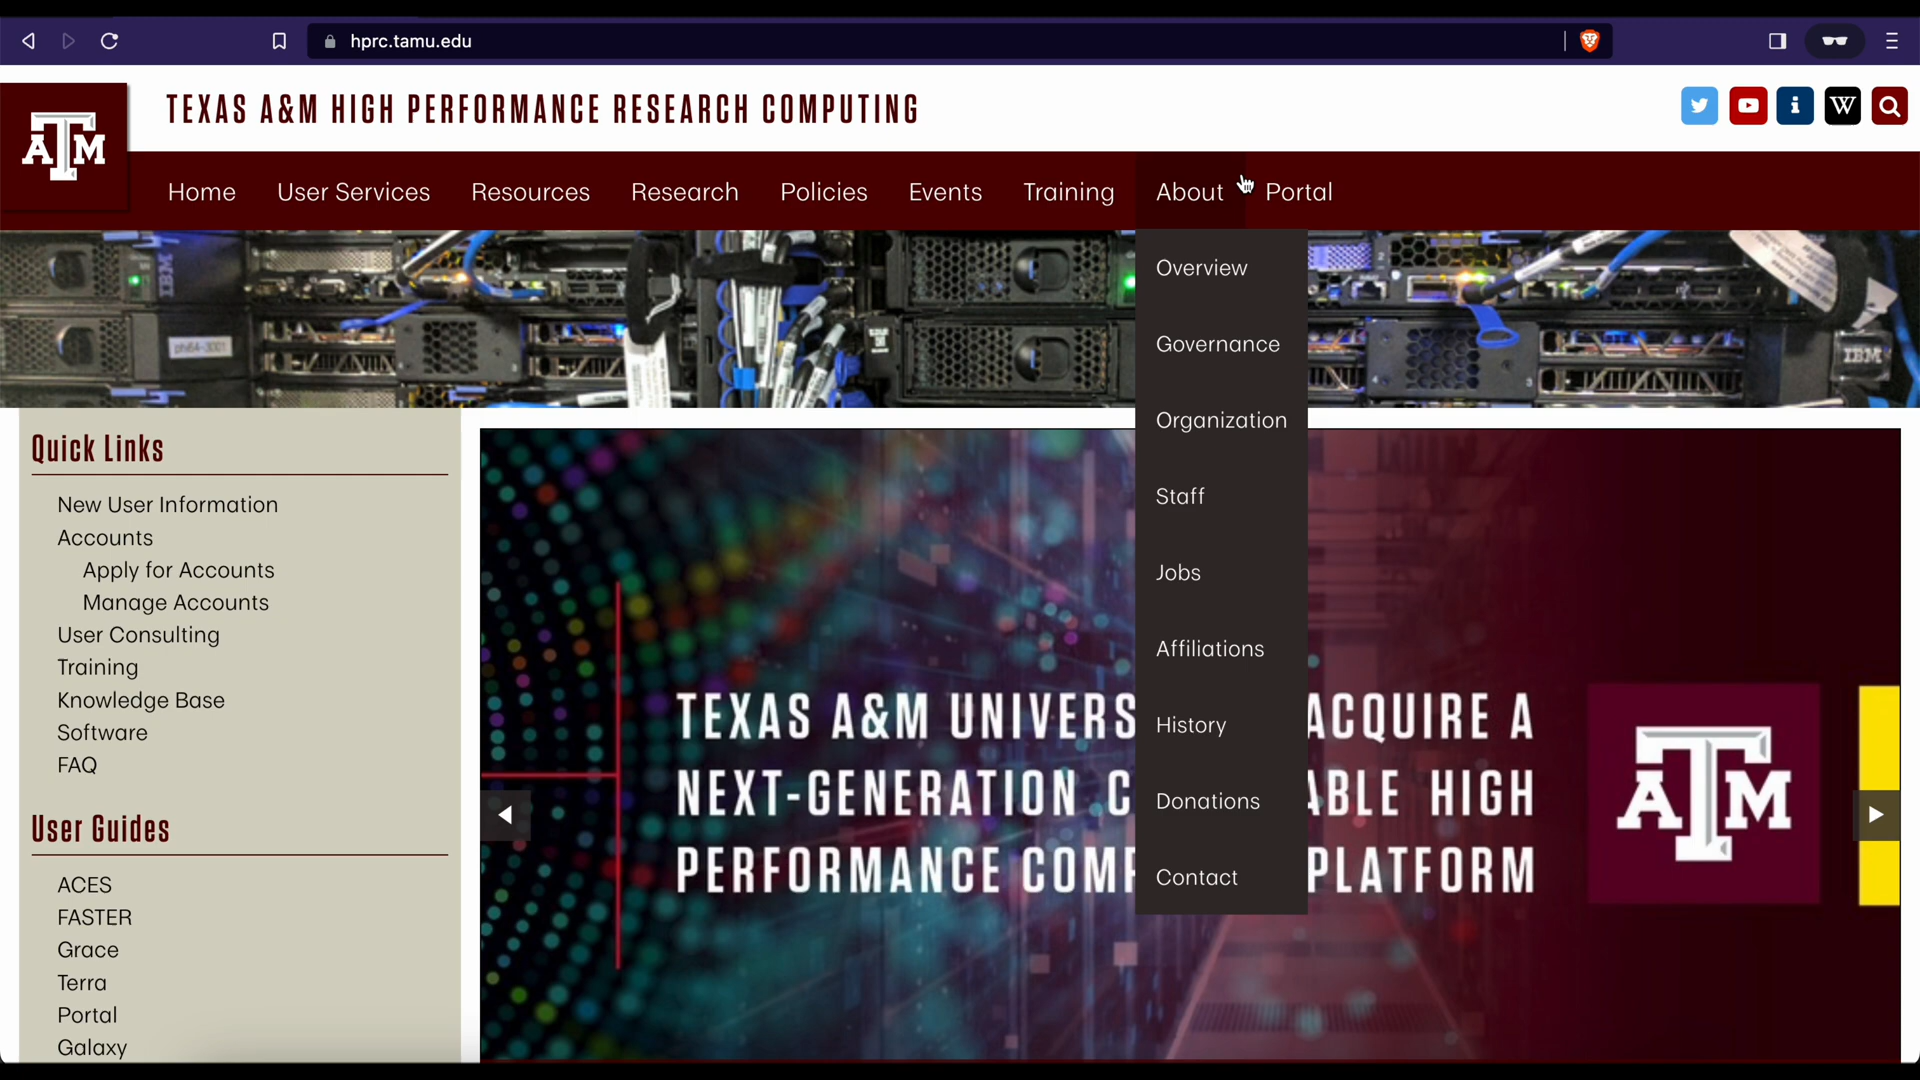 hprc.tamu.edu
TEXAS A&M HIGH PERFORMANCE RESEARCH COMPUTING
W
ATM
Home User Services Resources Research Policies Events Training About Portal
Overview
Governance
Organization
Staff
Jobs
Affiliations
History
Donations
Contact
IBM
phi64-3001
IBM
Quick Links
New User Information
Accounts
Apply for Accounts
Manage Accounts
User Consulting
Training
Knowledge Base
Software
FAQ
User Guides
ACES
FASTER
Grace
Terra
Portal
Galaxy
TEXAS A&M UNIVERS ACQUIRE A
NEXT-GENERATION C ABLE HIGH
PERFORMANCE COM PLATFORM
ATM